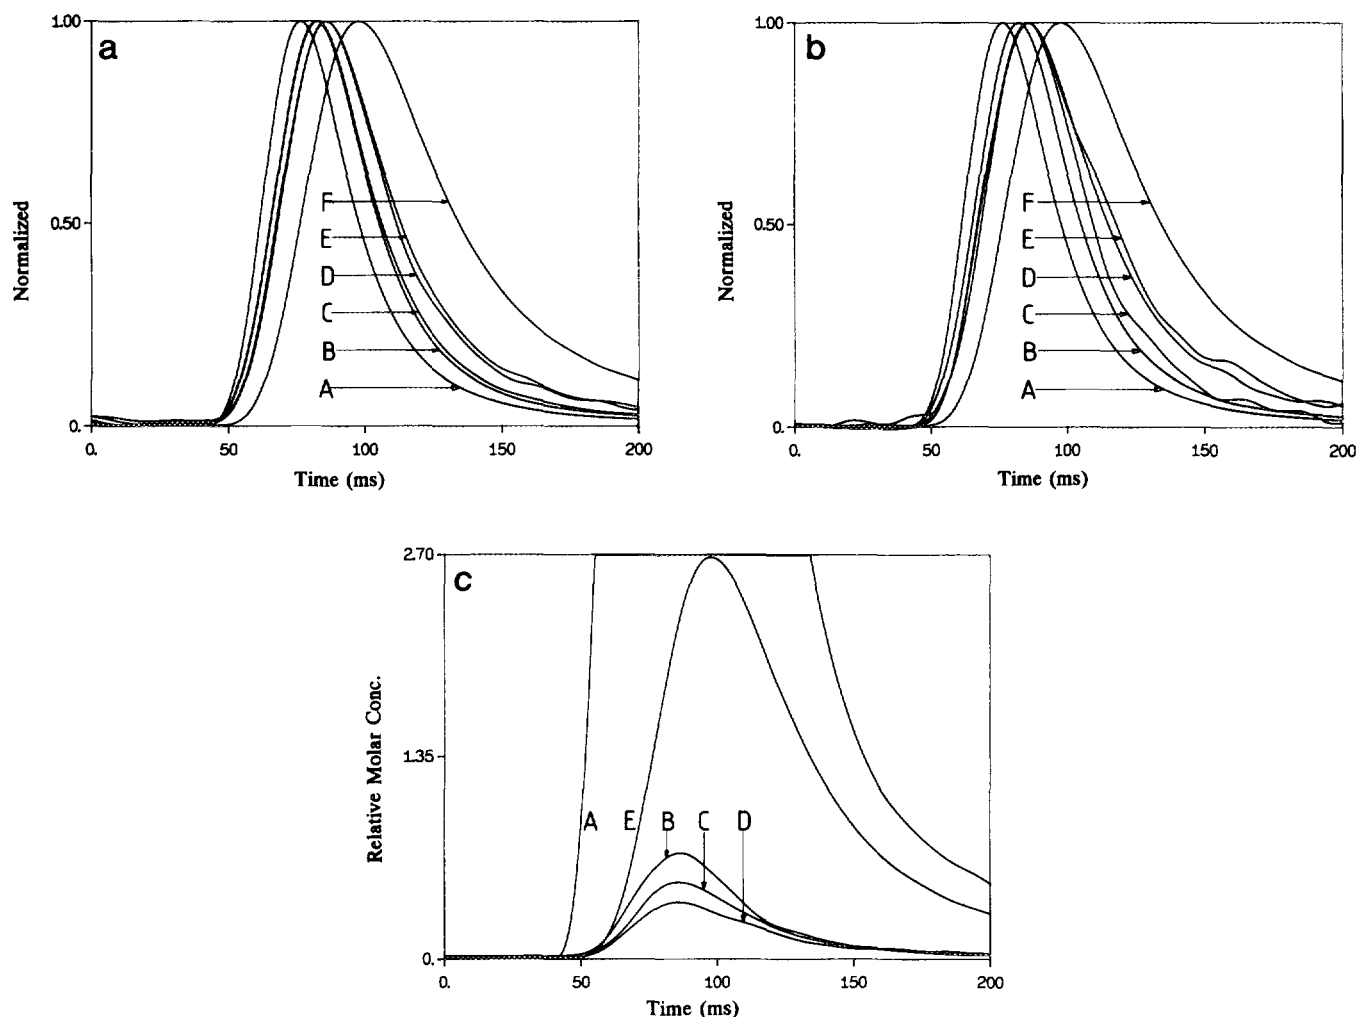 a
1.00
0.50
0.
Normalized
F
E
D
C
B
A
0.
50
100
150
200
Time (ms)
b
1.00
0.50
0.
Normalized
F
E
D
C
B
A
0.
50
100
150
200
Time (ms)
c
2.70
1.35
0.
Relative Molar Conc.
A E B C D
0.
50
100
150
200
Time (ms)